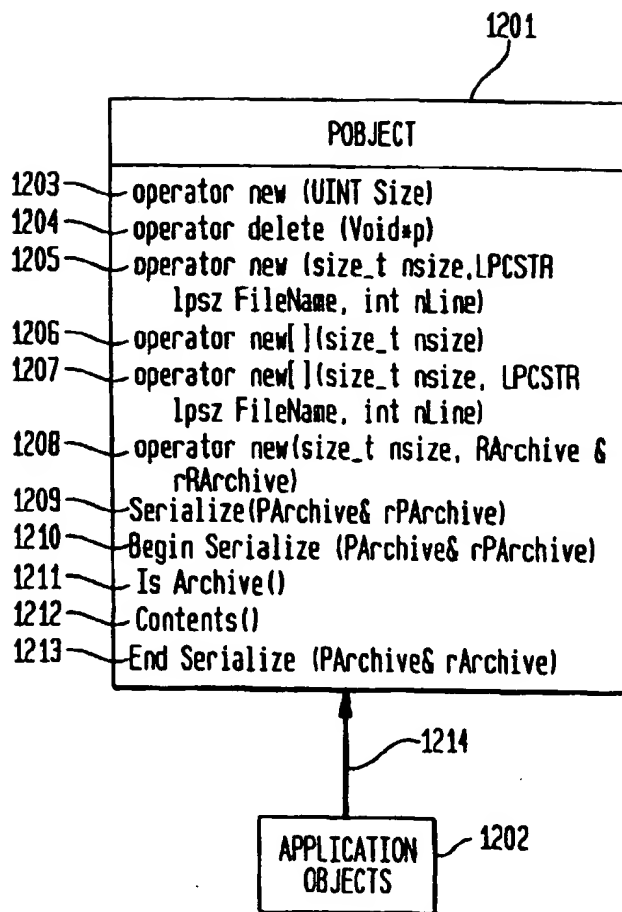 1201
POBJECT
1203 operator new (UINT Size)
1204 operator delete (Void*p)
1205 operator new (size_t nsize,LPCSTR
lpsz FileName, int nLine)
1206 operator new[](size_t nsize)
1207 operator new[](size_t nsize, LPCSTR
lpsz FileName, int nLine)
1208 operator new(size_t nsize, RArchive &
rRArchive)
1209 Serialize(PArchive& rPArchive)
1210 Begin Serialize (PArchive& rPArchive)
1211 Is Archive()
1212 Contents()
1213 End Serialize (PArchive& rArchive)
1214
APPLICATION 1202
OBJECTS